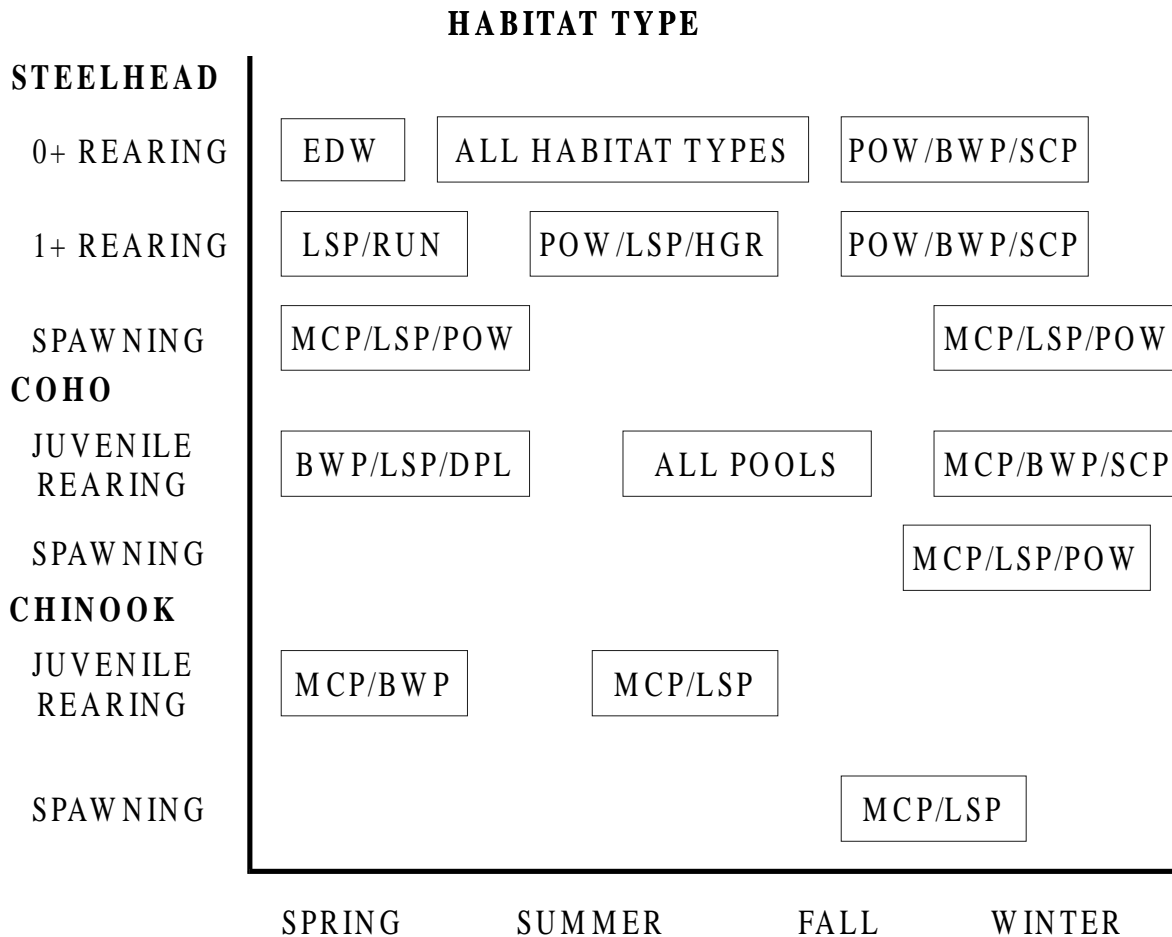 HABITAT TYPE
STEELHEAD
0+ REARING EDW ALL HABITAT TYPES POW/BWP/SCP
1+ REARING LSP/RUN POW/LSP/HGR POW/BWP/SCP
SPAWNING MCP/LSP/POW MCP/LSP/POW
COHO
JUVENILE
REARING BWP/LSP/DPL ALL POOLS MCP/BWP/SCP
SPAWNING MCP/LSP/POW
CHINOOK
JUVENILE
REARING MCP/BWP MCP/LSP
SPAWNING MCP/LSP
SPRING SUMMER FALL WINTER